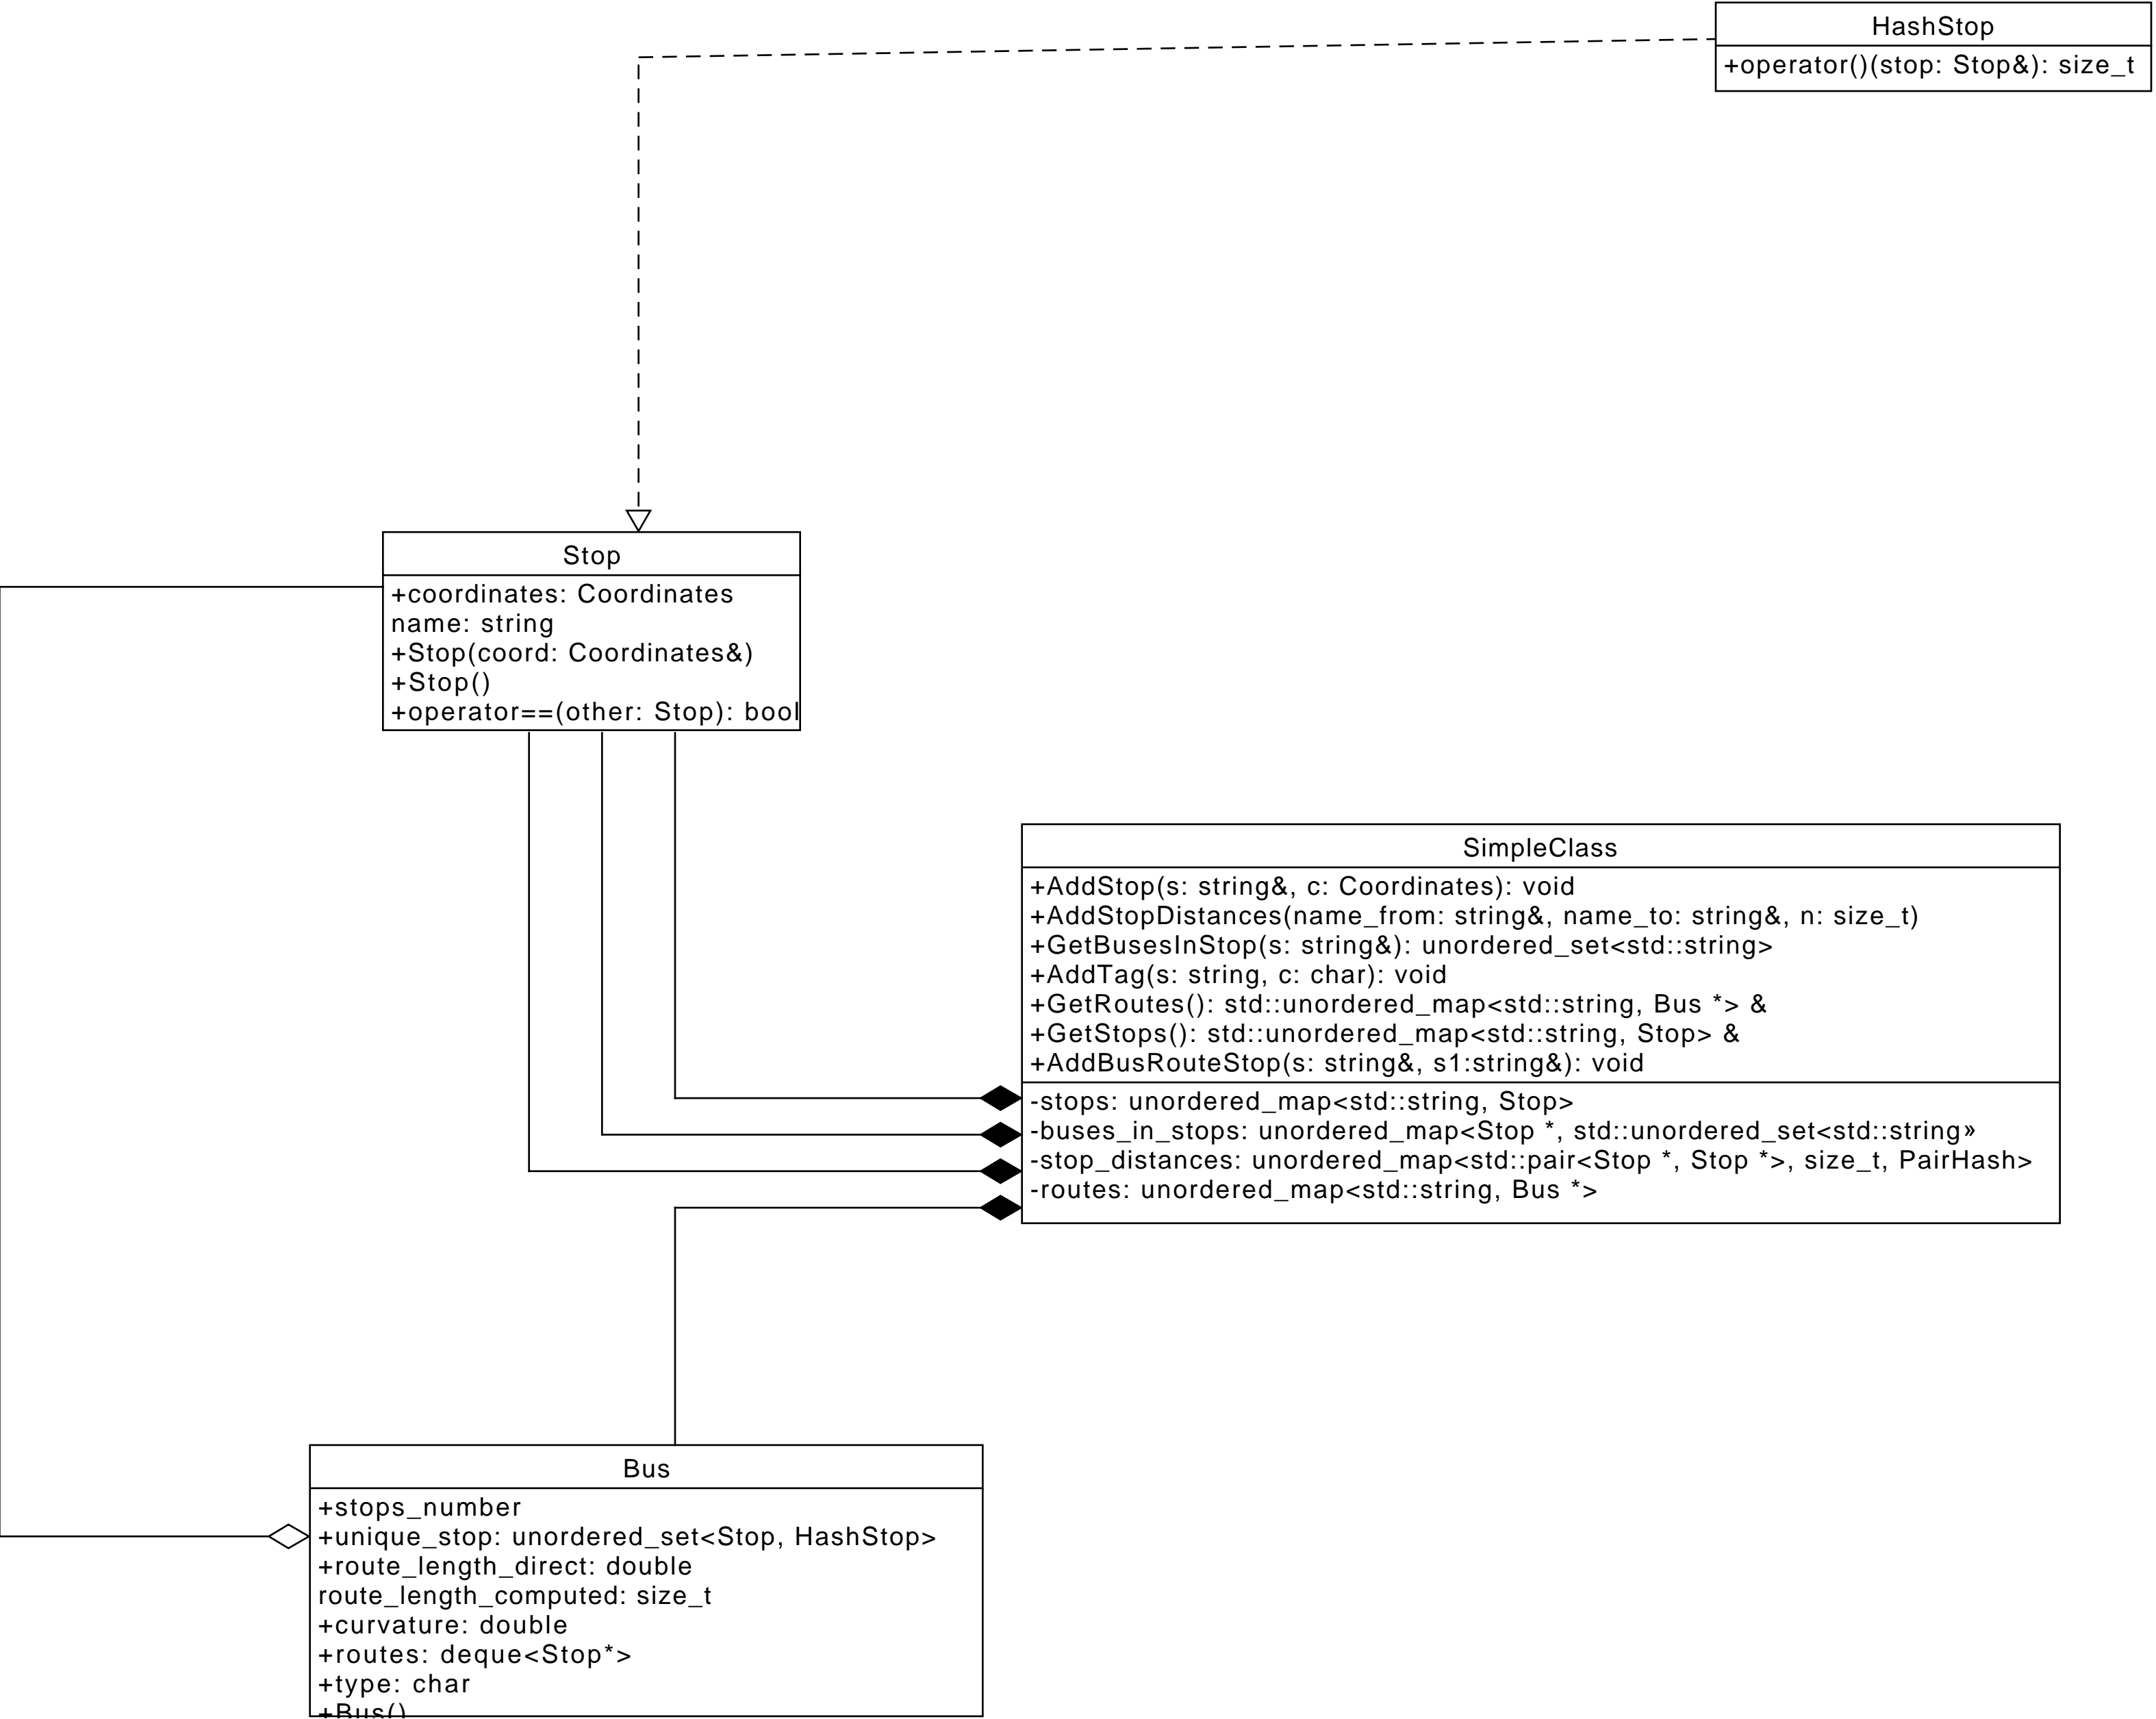 HashStop
+operator()(stop: Stop&): size_t
Stop
+coordinates: Coordinates
name: string
+Stop(coord: Coordinates&)
+Stop()
+operator==(other: Stop): bool
SimpleClass
+AddStop(s: string&, c: Coordinates): void
+AddStopDistances(name_from: string&, name_to: string&, n: size_t)
+GetBusesInStop(s: string&): unordered_set<std::string>
+AddTag(s: string, c: char): void
+GetRoutes(): std::unordered_map<std::string, Bus *> &
+GetStops(): std::unordered_map<std::string, Stop> &
+AddBusRouteStop(s: string&, s1:string&): void
-stops: unordered_map<std::string, Stop>
-buses_in_stops: unordered_map<Stop *, std::unordered_set<std::string»
-stop_distances: unordered_map<std::pair<Stop *, Stop *>, size_t, PairHash>
-routes: unordered_map<std::string, Bus *>
Bus
+stops_number
+unique_stop: unordered_set<Stop, HashStop>
+route_length_direct: double
route_length_computed: size_t
+curvature: double
+routes: deque<Stop*>
+type: char
+Bus()